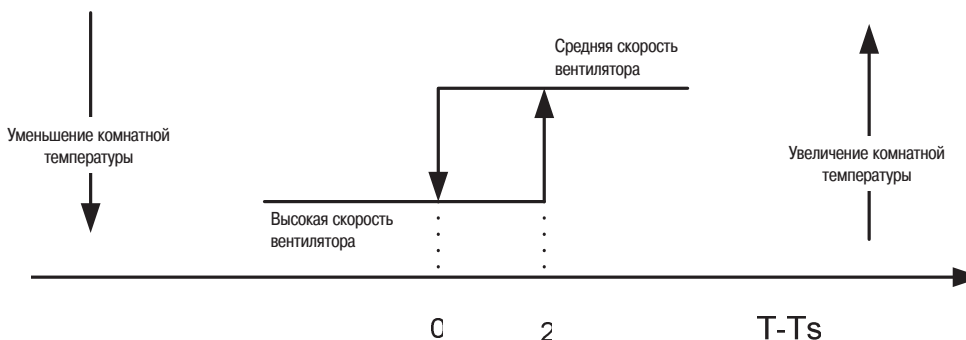 Средняя скорость
вентилятора
Уменьшение комнатной
температуры
Увеличение комнатной
температуры
Высокая скорость
вентилятора
0
2
T-Ts